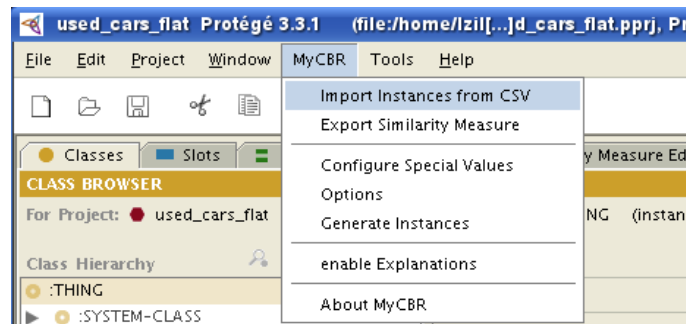 used_cars_flat Protégé 3.3.1 (file:/home/lzil[...]d_cars_flat.pprj, Pr
File Edit Project Window MyCBR Tools Help
Import Instances from CSV
Export Similarity Measure
Classes Slots y Measure Ed
Configure Special Values
CLASS BROWSER
Options
For Project: used_cars_flat NG (instan
Generate Instances
Class Hierarchy
enable Explanations
:THING
:SYSTEM-CLASS
About MyCBR